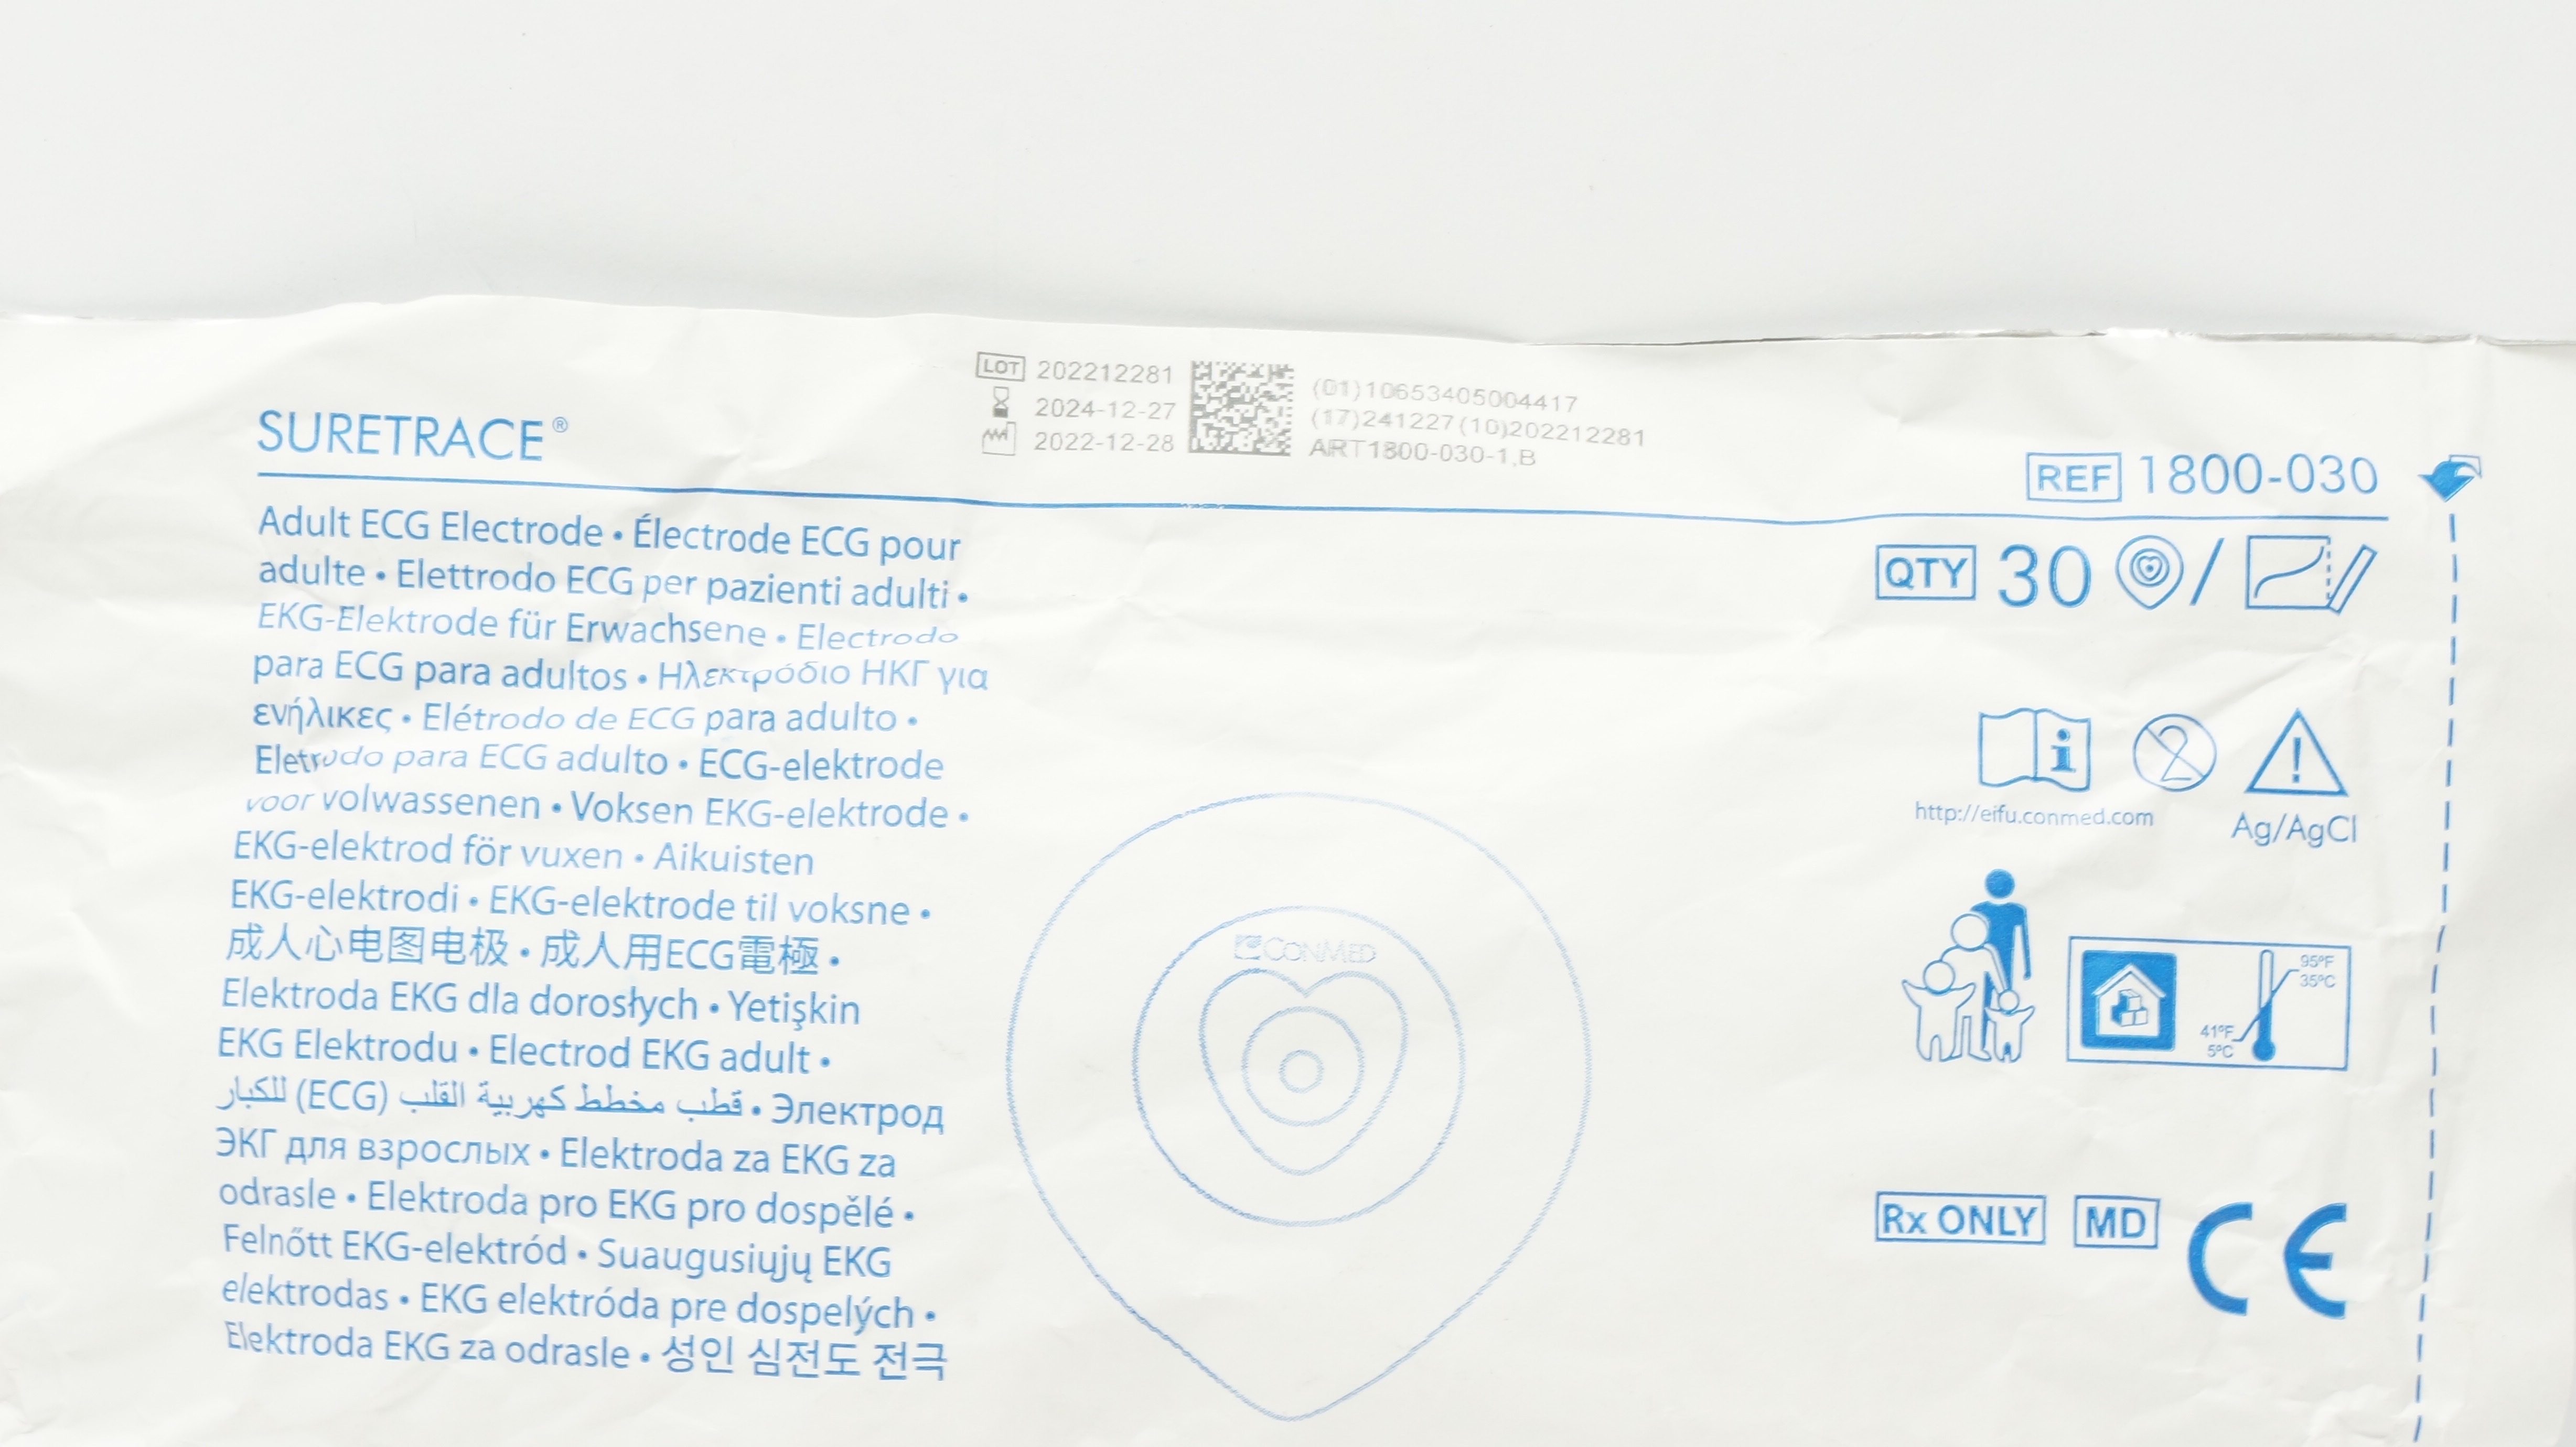 LOT 202212281
2024-12-27
2022-12-28
(01)10653405004417
(17)241227(10)202212281
ART1800-030-1,B
SURETRACE®
REF 1800-030
Adult ECG Electrode • Électrode ECG pour
adulte • Elettrodo ECG per pazienti adulti •
EKG-Elektrode für Erwachsene • Electrodo
para ECG para adultos • Ηλεκτρόδιο ΗΚΓ για
ενήλικες • Elétrodo de ECG para adulto •
Eletrodo para ECG adulto • ECG-elektrode
voor volwassenen • Voksen EKG-elektrode •
EKG-elektrod för vuxen • Aikuisten
EKG-elektrodi • EKG-elektrode til voksne •
成人心电图电极 • 成人用ECG電極 •
Elektroda EKG dla dorosłych • Yetişkin
EKG Elektrodu • Electrod EKG adult •
قطب مخطط كهربية القلب (ECG) للكبار • Электрод
ЭКГ для взрослых • Elektroda za EKG za
odrasle • Elektroda pro EKG pro dospělé •
Felnőtt EKG-elektród • Suaugusiųjų EKG
elektrodas • EKG elektróda pre dospelých •
Elektroda EKG za odrasle • 성인 심전도 전극
CONMED
QTY 30 /
i 2 !
http://eifu.conmed.com
Ag/AgCl
95°F
35°C
41°F
5°C
Rx ONLY MD CE